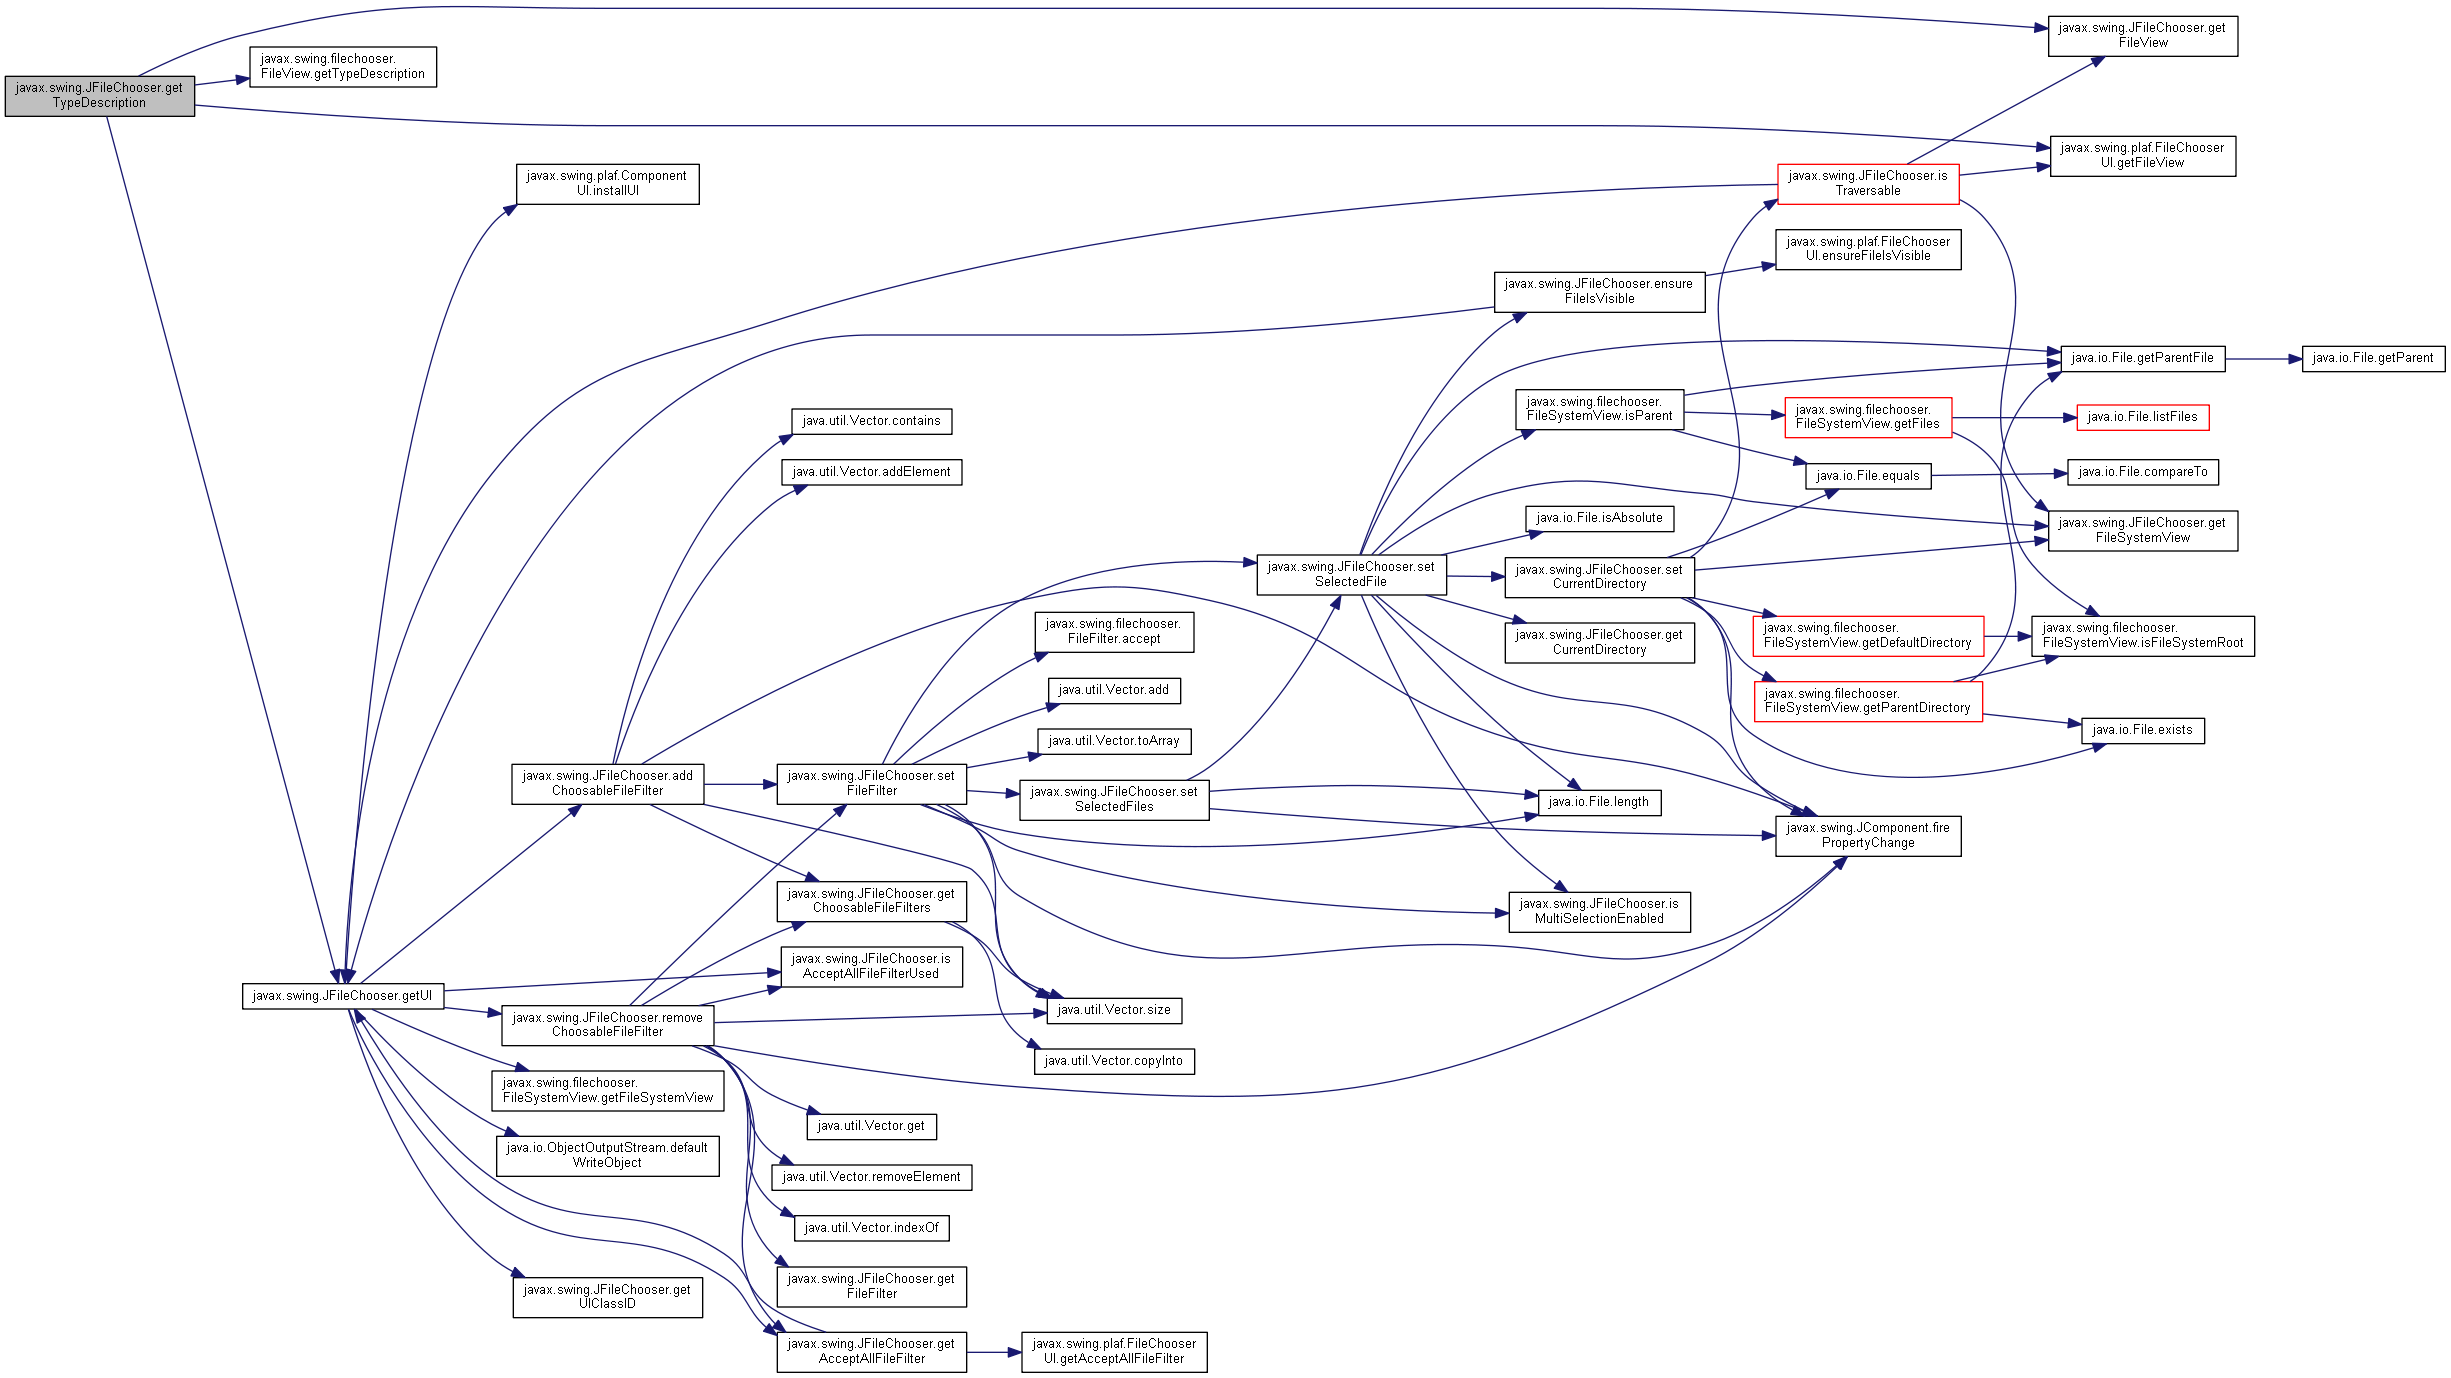 javax.swing.JFileChooser.get
TypeDescription
javax.swing.filechooser.
FileView.getTypeDescription
javax.swing.JFileChooser.get
FileView
javax.swing.plaf.FileChooser
UI.getFileView
javax.swing.plaf.Component
UI.installUI
javax.swing.JFileChooser.is
Traversable
javax.swing.plaf.FileChooser
UI.ensureFileIsVisible
javax.swing.JFileChooser.ensure
FileIsVisible
java.io.File.getParentFile
java.io.File.getParent
javax.swing.filechooser.
FileSystemView.isParent
javax.swing.filechooser.
FileSystemView.getFiles
java.io.File.listFiles
java.util.Vector.contains
java.util.Vector.addElement
java.io.File.equals
java.io.File.compareTo
java.io.File.isAbsolute
javax.swing.JFileChooser.get
FileSystemView
javax.swing.JFileChooser.set
SelectedFile
javax.swing.JFileChooser.set
CurrentDirectory
javax.swing.filechooser.
FileFilter.accept
javax.swing.JFileChooser.get
CurrentDirectory
javax.swing.filechooser.
FileSystemView.getDefaultDirectory
javax.swing.filechooser.
FileSystemView.isFileSystemRoot
java.util.Vector.add
javax.swing.filechooser.
FileSystemView.getParentDirectory
java.io.File.exists
java.util.Vector.toArray
javax.swing.JFileChooser.add
ChoosableFileFilter
javax.swing.JFileChooser.set
FileFilter
javax.swing.JFileChooser.set
SelectedFiles
java.io.File.length
javax.swing.JComponent.fire
PropertyChange
javax.swing.JFileChooser.get
ChoosableFileFilters
javax.swing.JFileChooser.is
MultiSelectionEnabled
javax.swing.JFileChooser.is
AcceptAllFileFilterUsed
javax.swing.JFileChooser.getUI
javax.swing.JFileChooser.remove
ChoosableFileFilter
java.util.Vector.size
java.util.Vector.copyInto
javax.swing.filechooser.
FileSystemView.getFileSystemView
java.util.Vector.get
java.io.ObjectOutputStream.default
WriteObject
java.util.Vector.removeElement
java.util.Vector.indexOf
javax.swing.JFileChooser.get
FileFilter
javax.swing.JFileChooser.get
UIClassID
javax.swing.JFileChooser.get
AcceptAllFileFilter
javax.swing.plaf.FileChooser
UI.getAcceptAllFileFilter